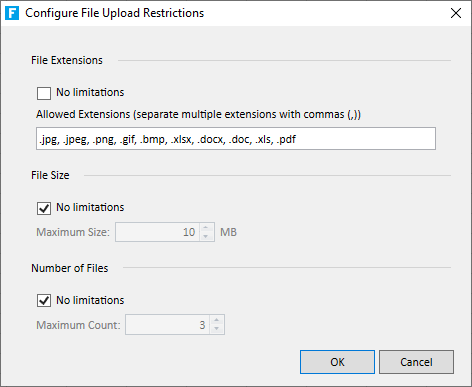 F Configure File Upload Restrictions
File Extensions
No limitations
Allowed Extensions (separate multiple extensions with commas (,))
.jpg, .jpeg, .png, .gif, .bmp, .xlsx, .docx, .doc, .xls, .pdf
File Size
No limitations
Maximum Size: 10 MB
Number of Files
No limitations
Maximum Count: 3
OK Cancel